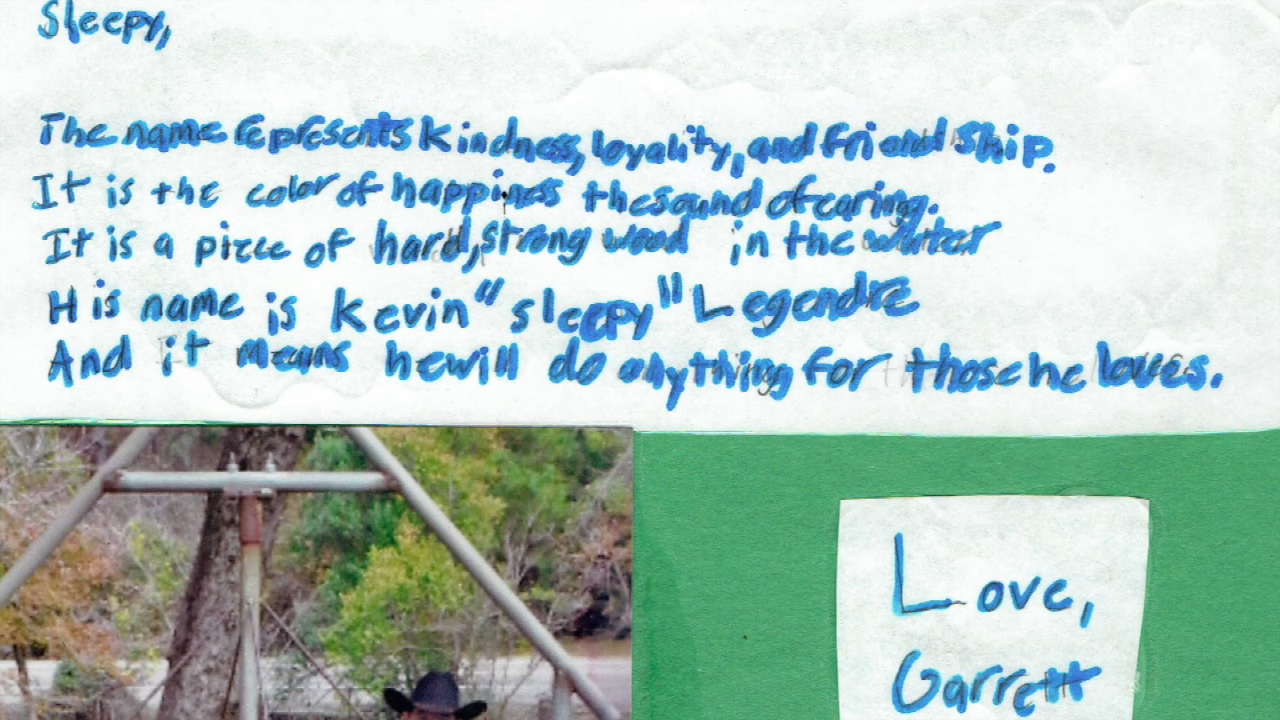 Sleepy,
The name represents kindness, loyality, and friendship.
It is the color of happiness the sound of caring.
It is a piece of hard, strong wood in the water
His name is Kevin "Sleepy" Legendre
And it means he will do anything for those he loves.
Love,
Garrett